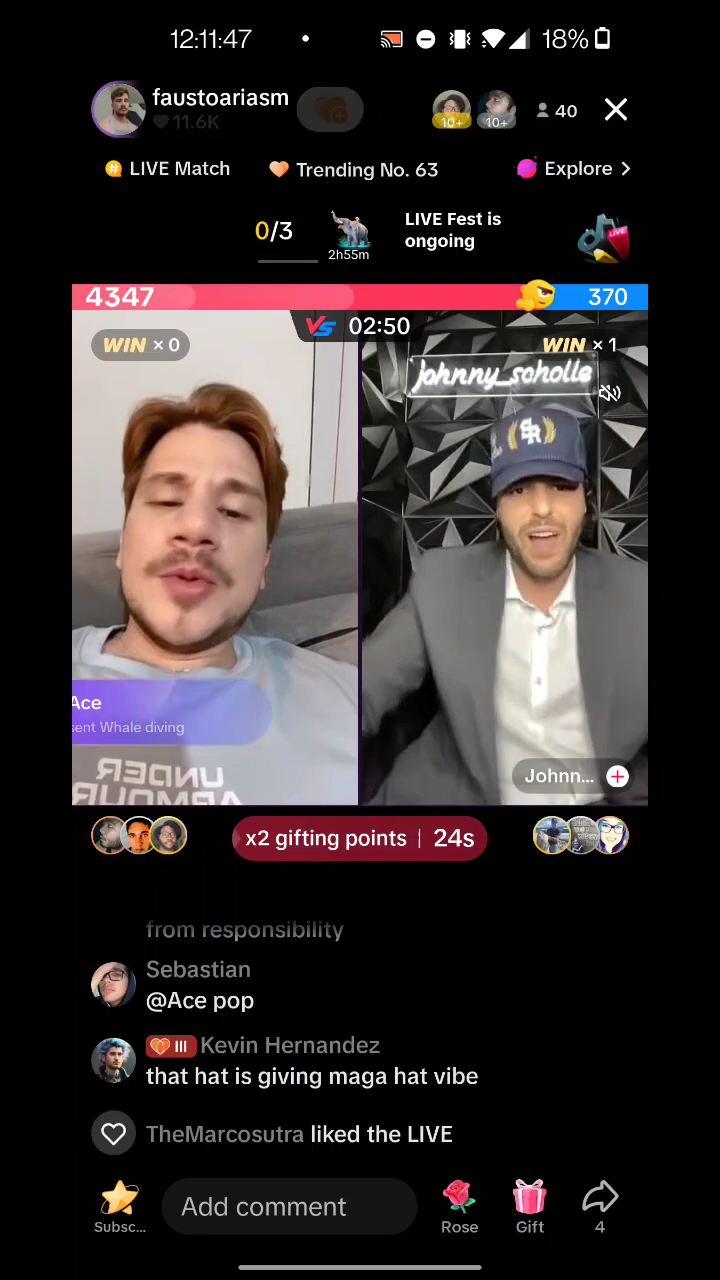 12:11:47
18%
faustoariasm
11.6K
10+
10+
40
LIVE Match
Trending No. 63
Explore
0/3
2h55m
LIVE Fest is
ongoing
LIVE
4347
370
VS 02:50
WIN × 0
WIN × 1
johnny_scholle
SR
Ace
sent Whale diving
UNDER
ARMOUR
Johnn...
x2 gifting points | 24s
from responsibility
Sebastian
@Ace pop
III Kevin Hernandez
that hat is giving maga hat vibe
TheMarcosutra liked the LIVE
Subsc...
Add comment
Rose
Gift
4